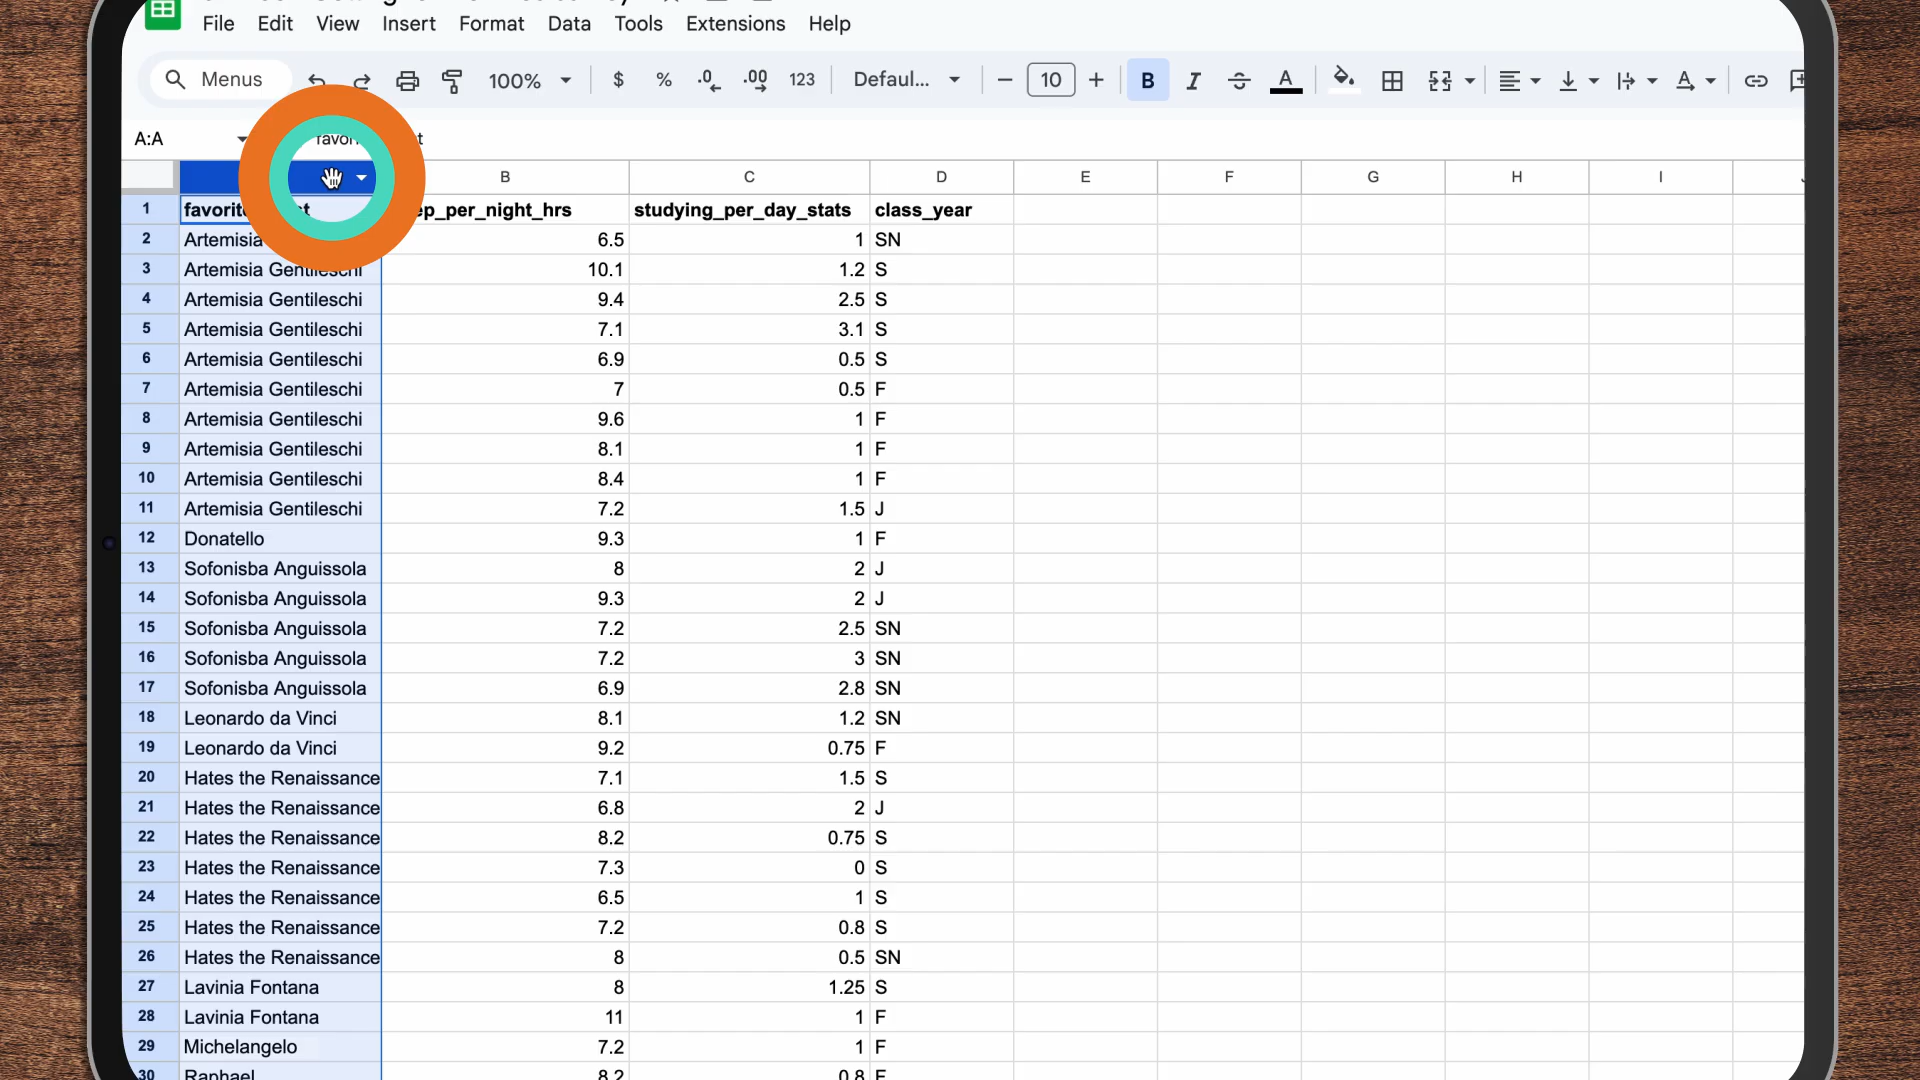 File Edit View Insert Format Data Tools Extensions Help
Menus 100% $ % .0 .00 123 Defaul... 10 B I A
A:A
B C D E F G H I
1 studying_per_day_stats class_year
2 Artemisia 6.5 1 SN
3 Artemisia Gentileschi 10.1 1.2 S
4 Artemisia Gentileschi 9.4 2.5 S
5 Artemisia Gentileschi 7.1 3.1 S
6 Artemisia Gentileschi 6.9 0.5 S
7 Artemisia Gentileschi 7 0.5 F
8 Artemisia Gentileschi 9.6 1 F
9 Artemisia Gentileschi 8.1 1 F
10 Artemisia Gentileschi 8.4 1 F
11 Artemisia Gentileschi 7.2 1.5 J
12 Donatello 9.3 1 F
13 Sofonisba Anguissola 8 2 J
14 Sofonisba Anguissola 9.3 2 J
15 Sofonisba Anguissola 7.2 2.5 SN
16 Sofonisba Anguissola 7.2 3 SN
17 Sofonisba Anguissola 6.9 2.8 SN
18 Leonardo da Vinci 8.1 1.2 SN
19 Leonardo da Vinci 9.2 0.75 F
20 Hates the Renaissance 7.1 1.5 S
21 Hates the Renaissance 6.8 2 J
22 Hates the Renaissance 8.2 0.75 S
23 Hates the Renaissance 7.3 0 S
24 Hates the Renaissance 6.5 1 S
25 Hates the Renaissance 7.2 0.8 S
26 Hates the Renaissance 8 0.5 SN
27 Lavinia Fontana 8 1.25 S
28 Lavinia Fontana 11 1 F
29 Michelangelo 7.2 1 F
30 Raphael 8.2 0.8 F